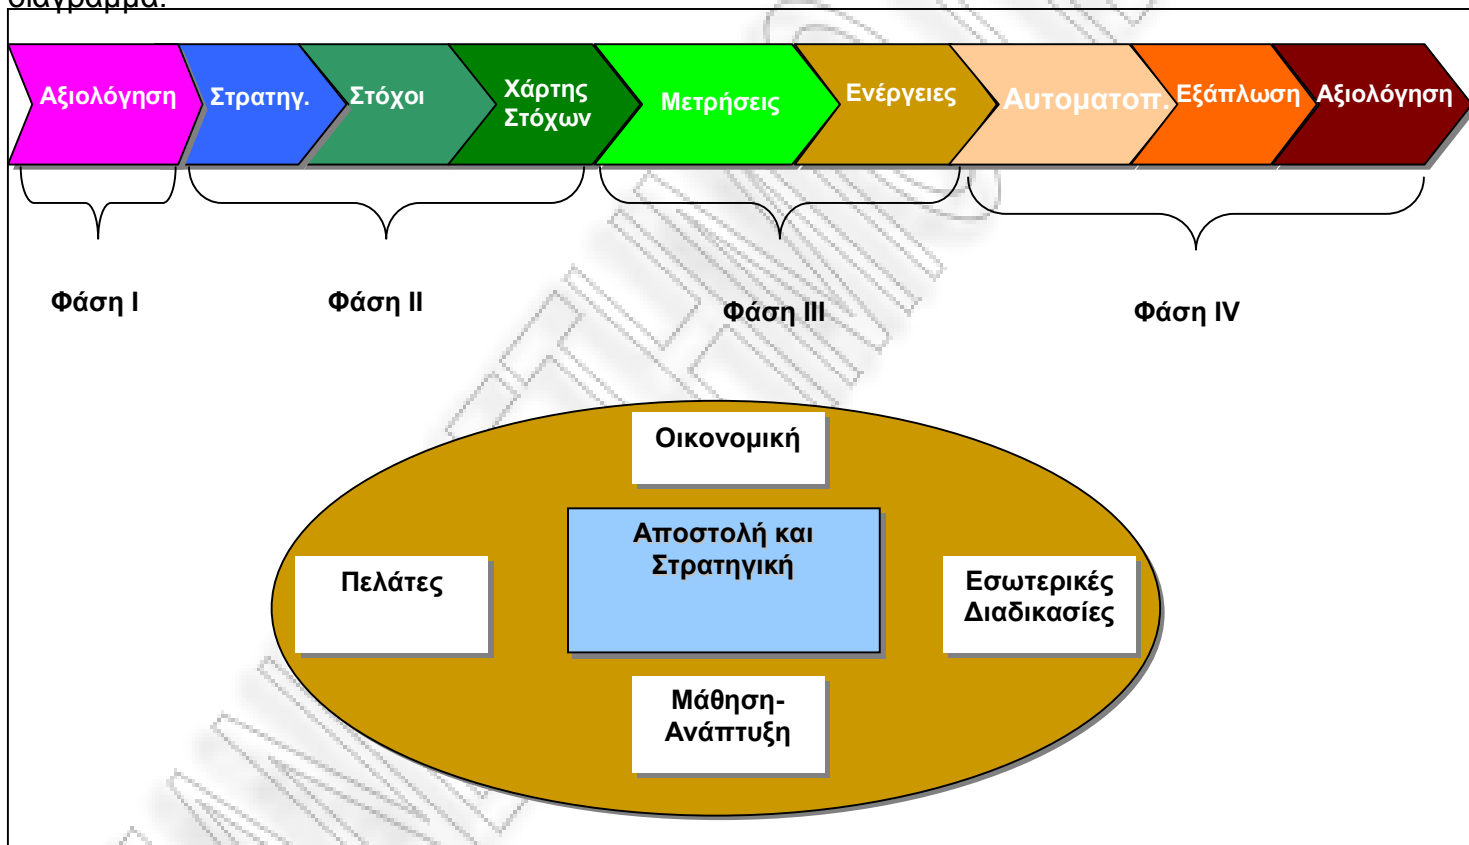 διάγραμμα.
Αξιολόγηση
Στρατηγ.
Στόχοι
Χάρτης
Στόχων
Μετρήσεις
Ενέργειες
Αυτοματοπ.
Εξάπλωση
Αξιολόγηση
Φάση I
Φάση II
Φάση III
Φάση IV
Οικονομική
Αποστολή και
Στρατηγική
Πελάτες
Εσωτερικές
Διαδικασίες
Μάθηση-
Ανάπτυξη